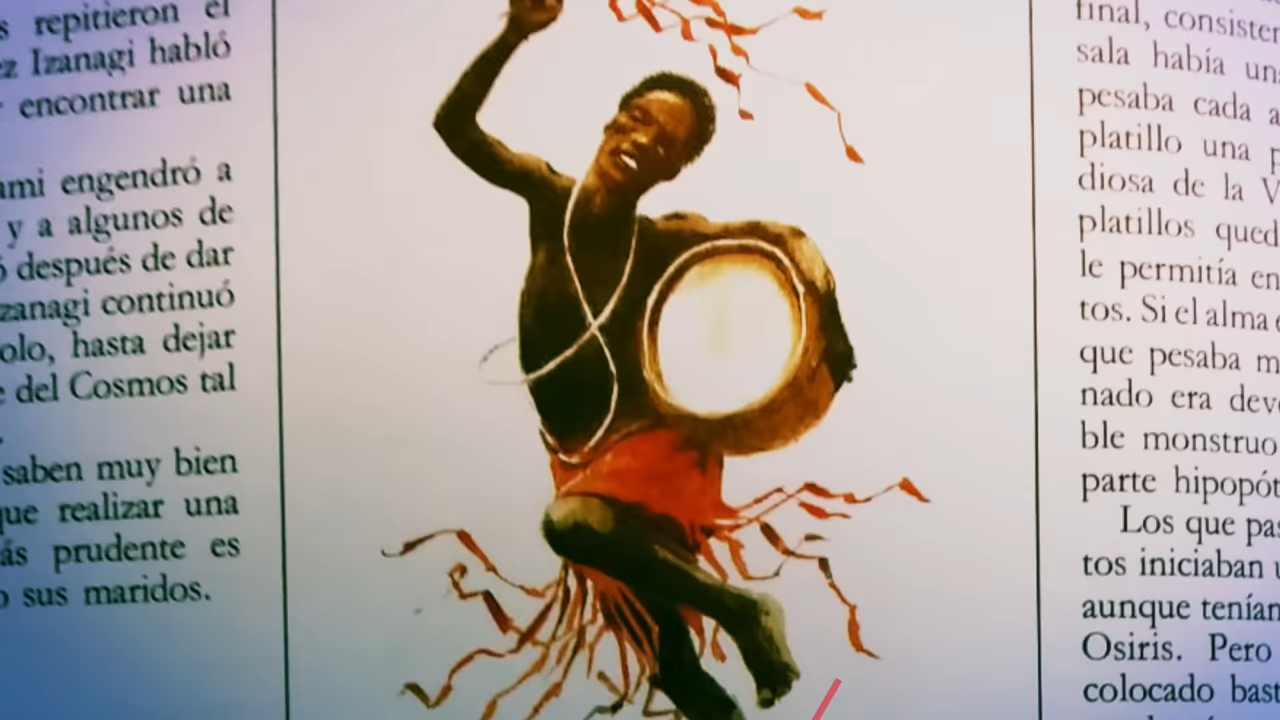 s repitieron el
z Izanagi habló
r encontrar una
ami engendró a
y a algunos de
ó después de dar
zanagi continuó
olo, hasta dejar
e del Cosmos tal
.
saben muy bien
que realizar una
ás prudente es
o sus maridos.
final, consisten
sala había una
pesaba cada a
platillo una p
diosa de la V
platillos qued
le permitía en
tos. Si el alma
que pesaba m
nado era devo
ble monstruo
parte hipopót
Los que pas
tos iniciaban u
aunque tenían
Osiris. Pero
colocado bast